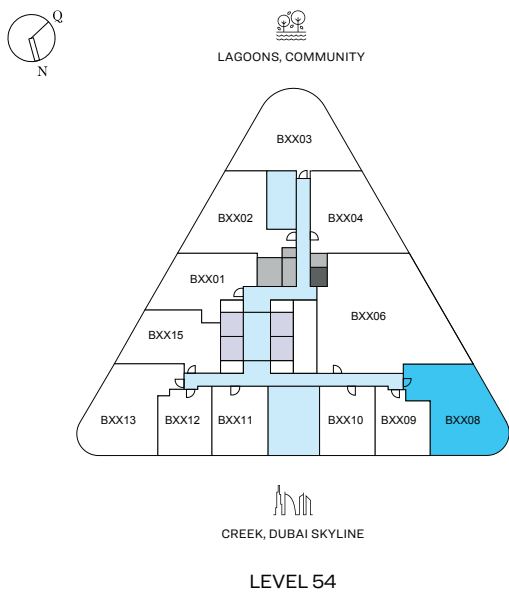 Q
N
LAGOONS, COMMUNITY
BXX03
BXX02
BXX04
BXX01
BXX06
BXX15
BXX13
BXX12
BXX11
BXX10
BXX09
BXX08
CREEK, DUBAI SKYLINE
LEVEL 54